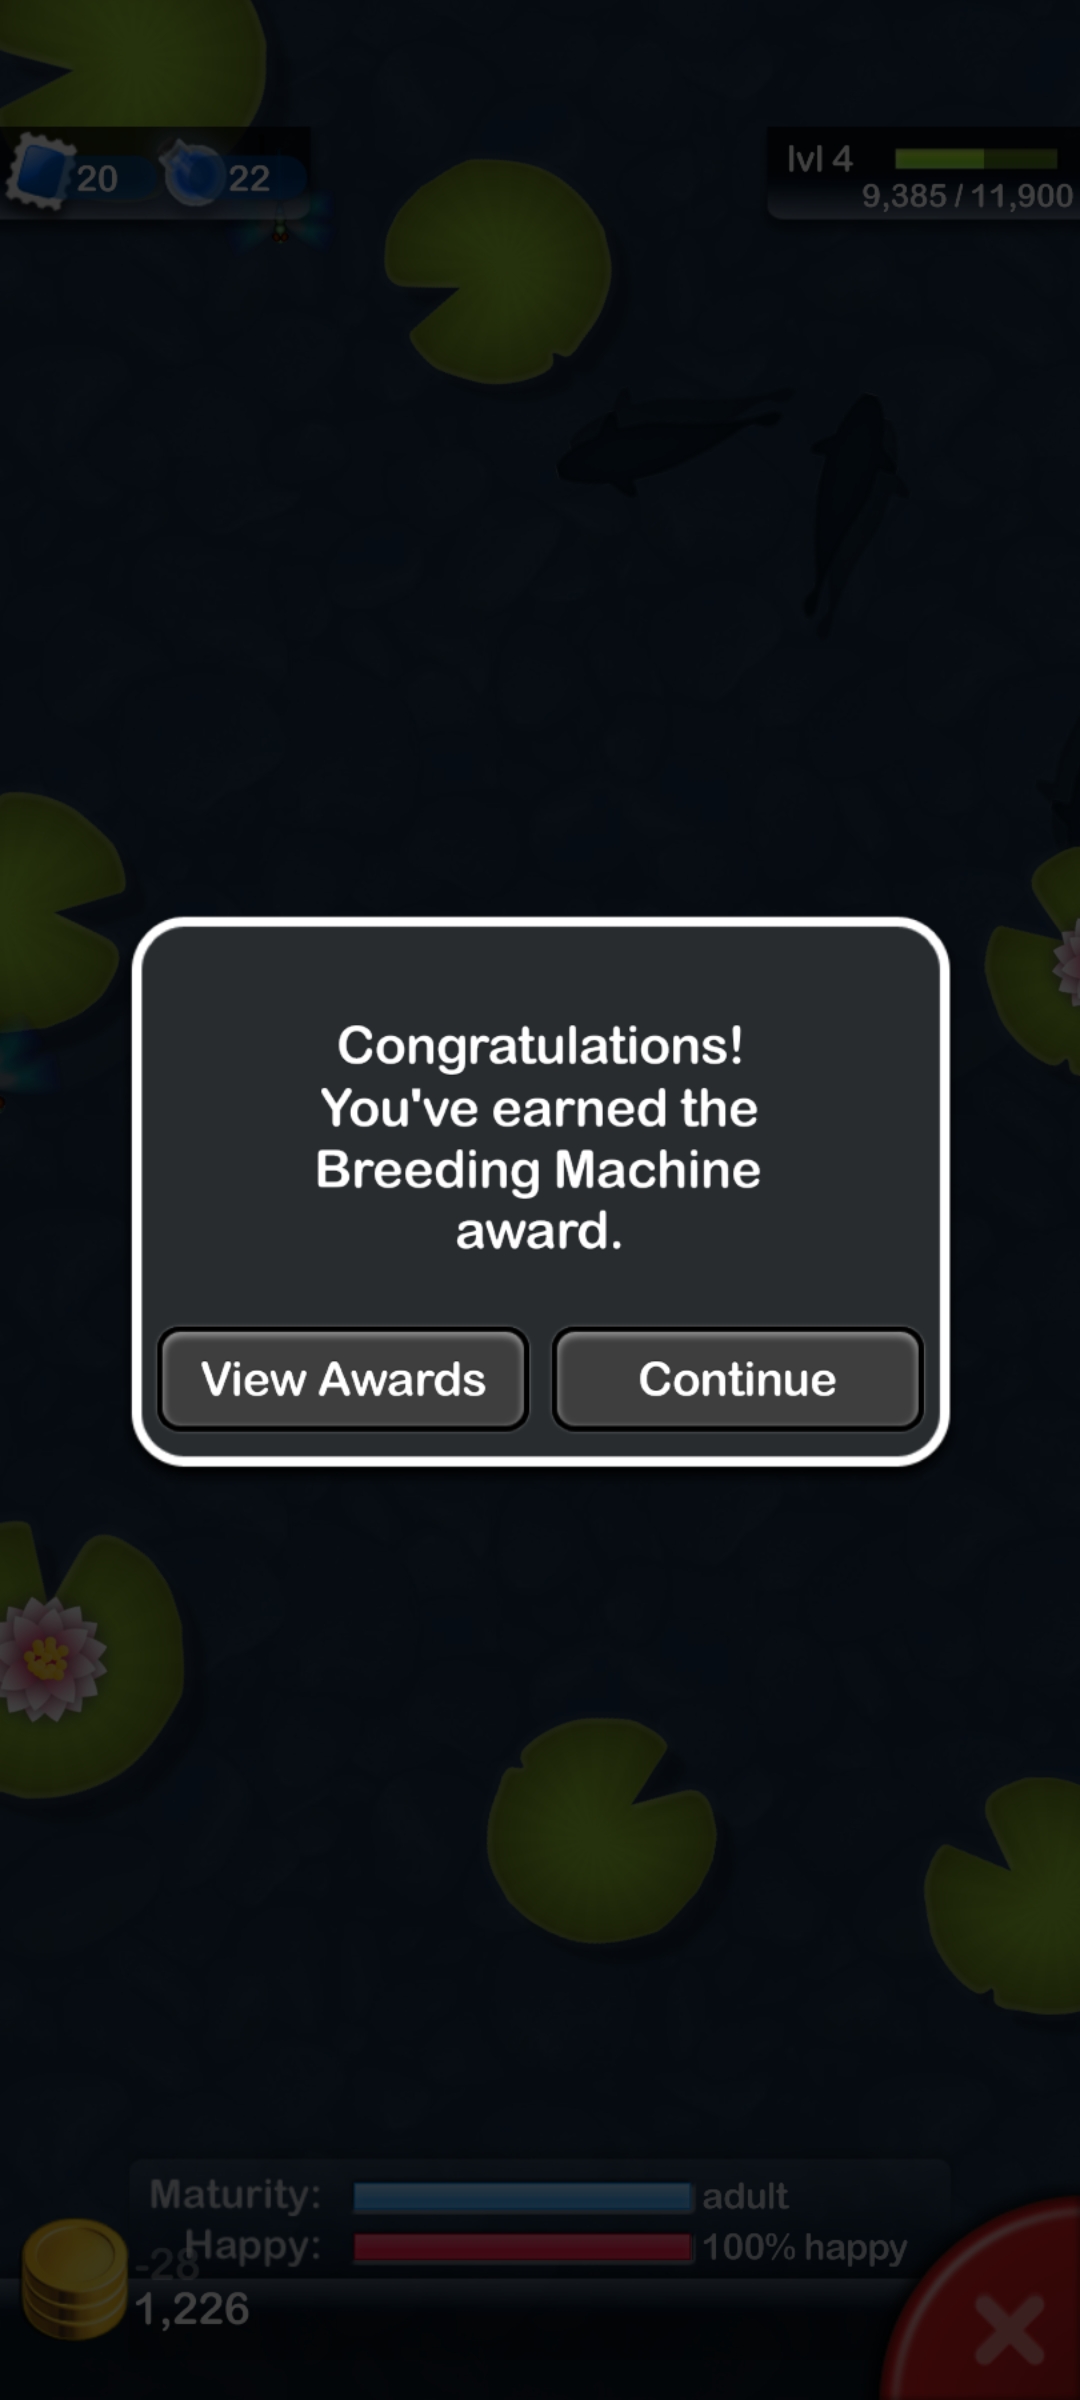 20 22
lvl 4
9,385 / 11,900
Congratulations!
You've earned the
Breeding Machine
award.
View Awards Continue
Maturity: adult
Happy: 100% happy
-28
1,226